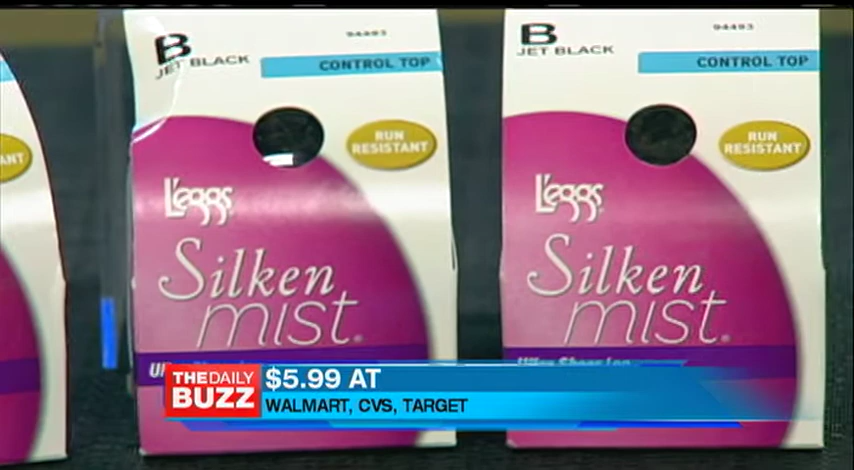 B
JET BLACK
94493
CONTROL TOP
RUN
RESISTANT
L'eggs
Silken
mist.
B
JET BLACK
94493
CONTROL TOP
RUN
RESISTANT
L'eggs
Silken
mist.
ANT
THE DAILY
BUZZ
$5.99 AT
WALMART, CVS, TARGET